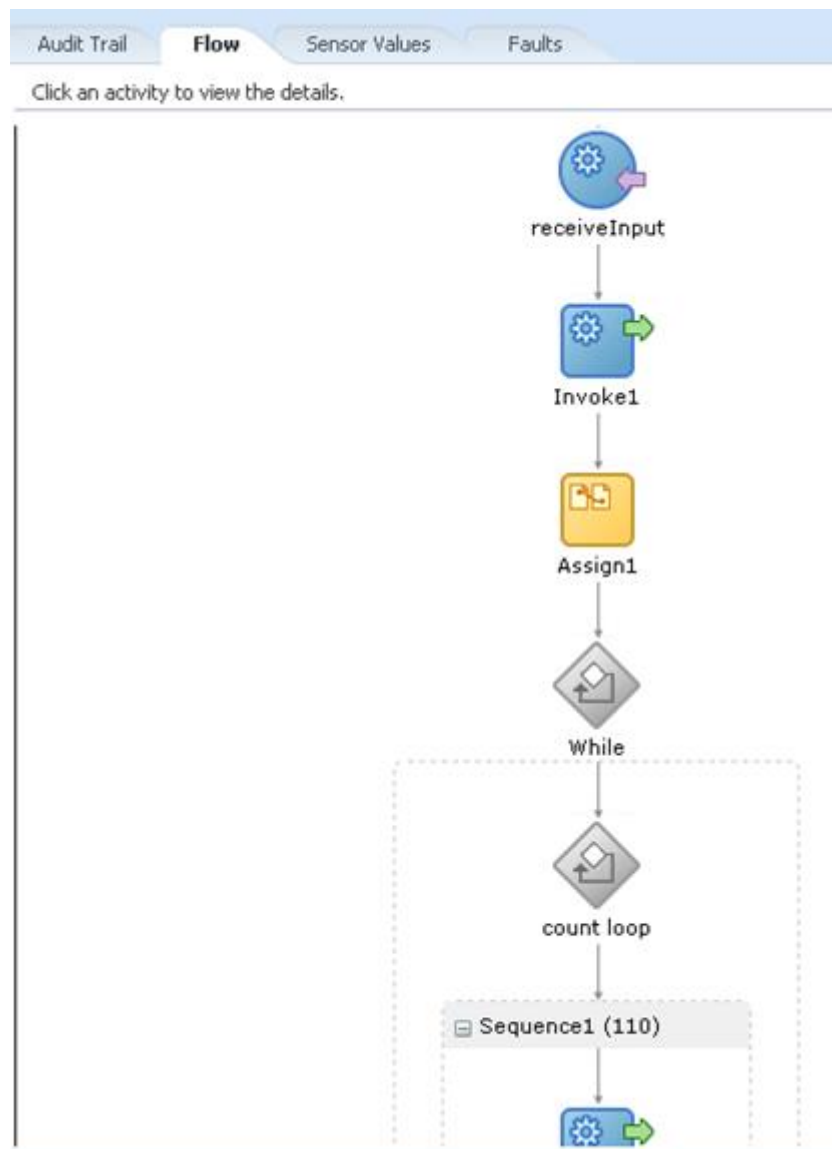 Audit Trail Flow Sensor Values Faults
Click an activity to view the details.
receiveInput
Invoke1
Assign1
While
count loop
Sequence1 (110)